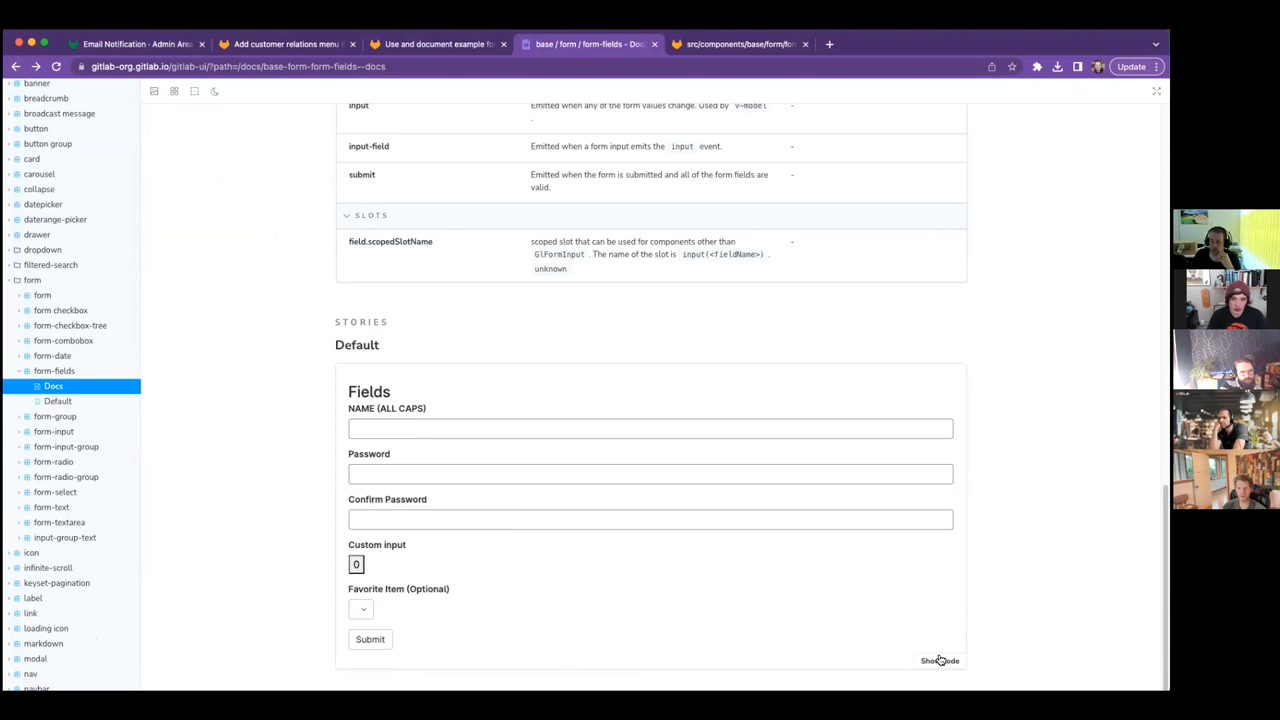 Email Notification - Admin Area
Add customer relations menu
Use and document example for
base / form / form-fields - Doc
src/components/base/form/for
gitlab-org.gitlab.io/gitlab-ui/?path=/docs/base-form-form-fields--docs
Update
banner
breadcrumb
broadcast message
button
button group
card
carousel
collapse
datepicker
daterange-picker
drawer
dropdown
filtered-search
form
form
form checkbox
form-checkbox-tree
form-combobox
form-date
form-fields
Docs
Default
form-group
form-input
form-input-group
form-radio
form-radio-group
form-select
form-text
form-textarea
input-group-text
icon
infinite-scroll
keyset-pagination
label
link
loading icon
markdown
modal
nav
navbar
input Emitted when any of the form values change. Used by v-model -
.
input-field Emitted when a form input emits the input event. -
submit Emitted when the form is submitted and all of the form fields are -
valid.
SLOTS
field.scopedSlotName scoped slot that can be used for components other than -
GlFormInput . The name of the slot is input(<fieldName>) .
unknown
STORIES
Default
Fields
NAME (ALL CAPS)
Password
Confirm Password
Custom input
0
Favorite Item (Optional)
Submit
Show code